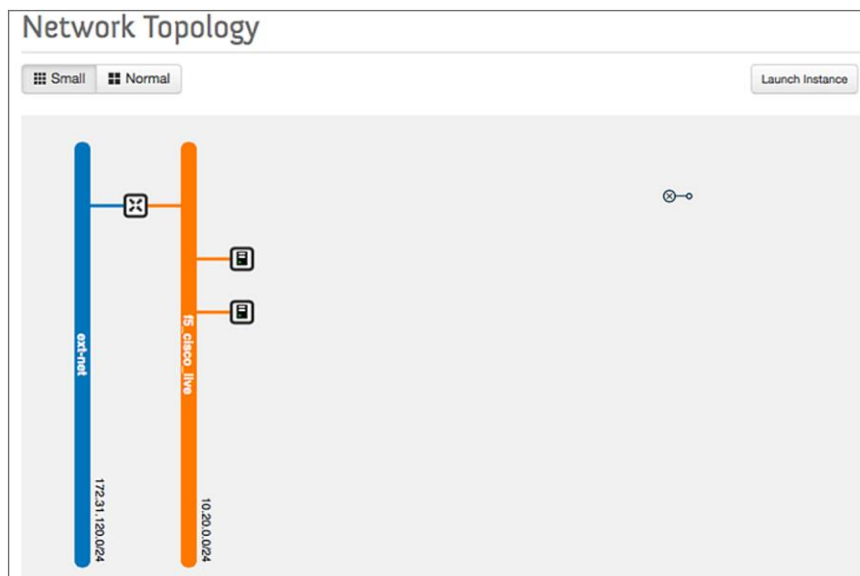 Network Topology
Small
Normal
Launch Instance
ext-net
172.31.120.0/24
f5_cisco_live
10.20.0.0/24